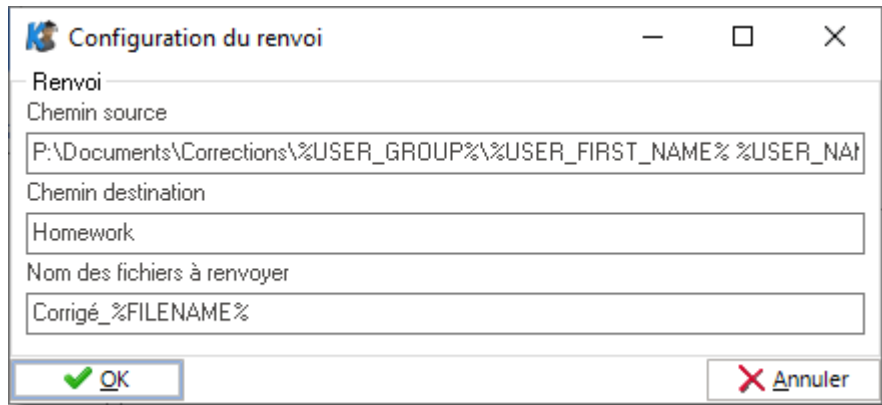 Configuration du renvoi
Renvoi
Chemin source
P:\Documents\Corrections\%USER_GROUP%\%USER_FIRST_NAME% %USER_NAM
Chemin destination
Homework
Nom des fichiers à renvoyer
Corrigé_%FILENAME%
OK Annuler